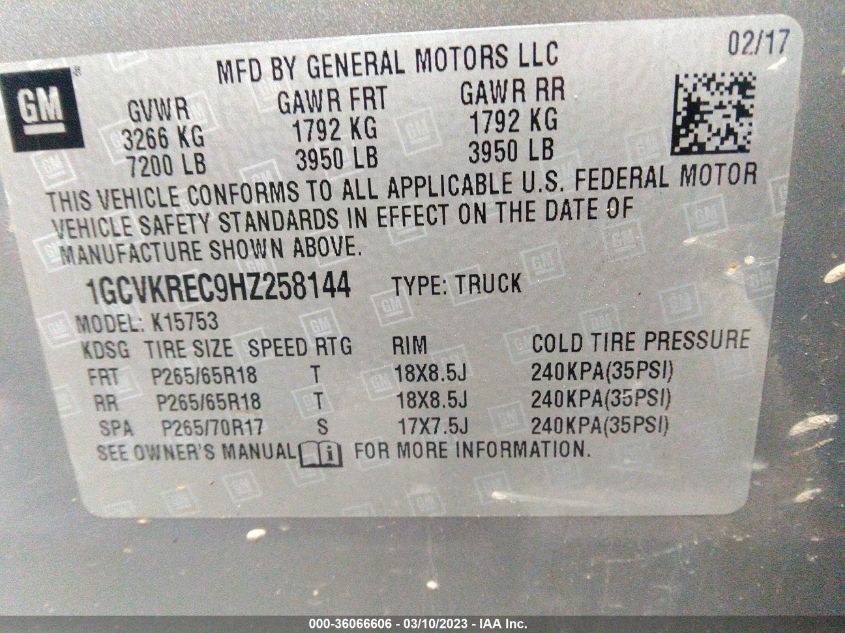 02/17
MFD BY GENERAL MOTORS LLC
GM
GVWR GAWR FRT GAWR RR
3266 KG 1792 KG 1792 KG
7200 LB 3950 LB 3950 LB
THIS VEHICLE CONFORMS TO ALL APPLICABLE U.S. FEDERAL MOTOR
VEHICLE SAFETY STANDARDS IN EFFECT ON THE DATE OF
MANUFACTURE SHOWN ABOVE.
1GCVKREC9HZ258144 TYPE: TRUCK
MODEL: K15753
KDSG TIRE SIZE SPEED RTG RIM COLD TIRE PRESSURE
FRT P265/65R18 T 18X8.5J 240KPA(35PSI)
RR P265/65R18 T 18X8.5J 240KPA(35PSI)
SPA P265/70R17 S 17X7.5J 240KPA(35PSI)
SEE OWNER'S MANUAL FOR MORE INFORMATION.
000-36066606 - 03/10/2023 - IAA Inc.